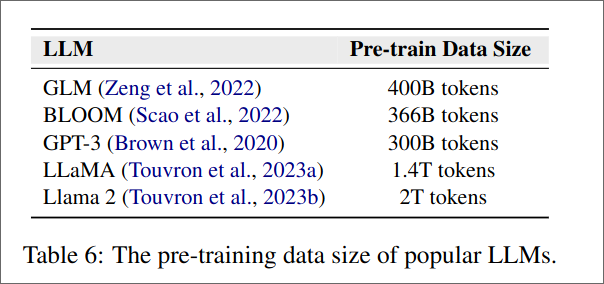 LLM Pre-train Data Size
GLM (Zeng et al., 2022) 400B tokens
BLOOM (Scao et al., 2022) 366B tokens
GPT-3 (Brown et al., 2020) 300B tokens
LLaMA (Touvron et al., 2023a) 1.4T tokens
Llama 2 (Touvron et al., 2023b) 2T tokens
Table 6: The pre-training data size of popular LLMs.